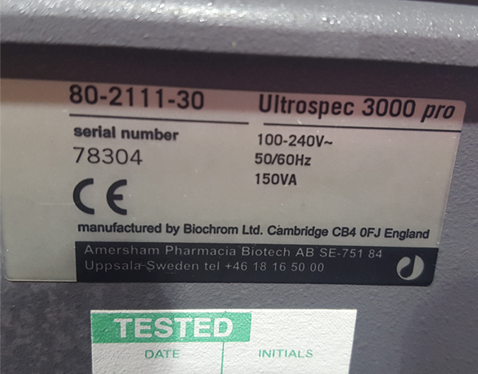 80-2111-30 Ultrospec 3000 pro
serial number 100-240V~
78304 50/60Hz
150VA
CE
manufactured by Biochrom Ltd. Cambridge CB4 0FJ England
Amersham Pharmacia Biotech AB SE-751 84
Uppsala-Sweden tel +46 18 16 50 00
TESTED
DATE INITIALS